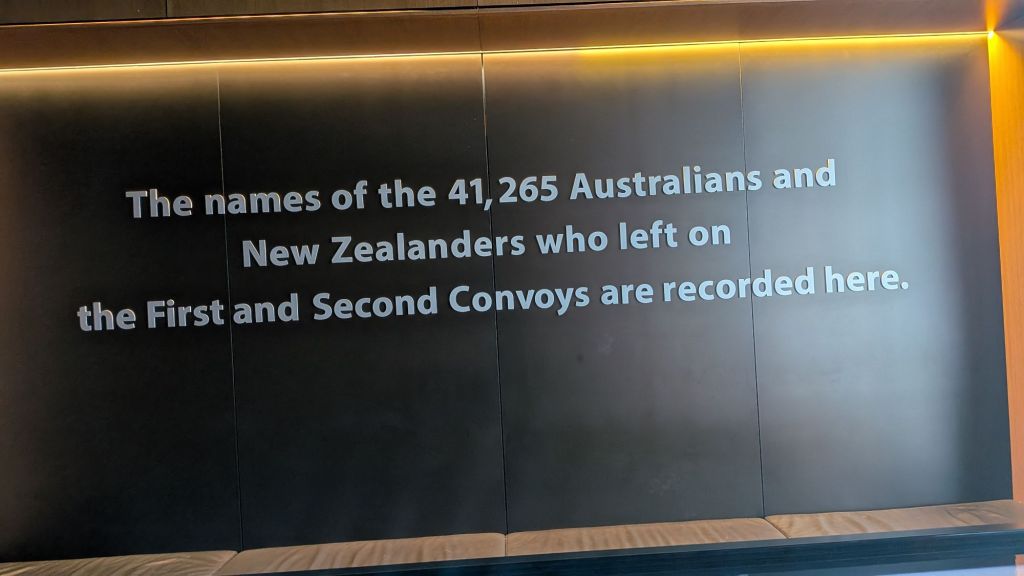 The names of the 41,265 Australians and
New Zealanders who left on
the First and Second Convoys are recorded here.